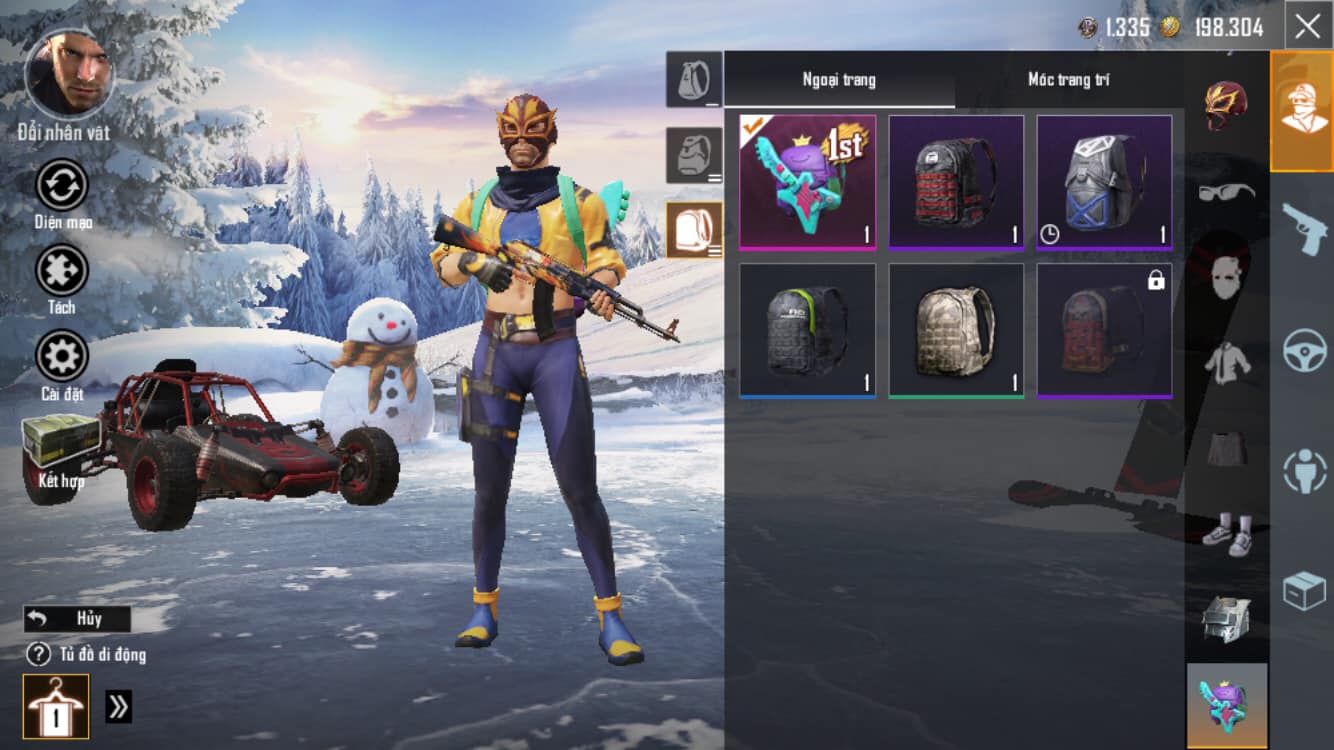 1.335
198.304
Đổi nhân vật
Diện mạo
Tách
Cài đặt
Kết hợp
Hủy
Tủ đồ di động
1
Ngoại trang
Móc trang trí
1st
1
1
1
1
1